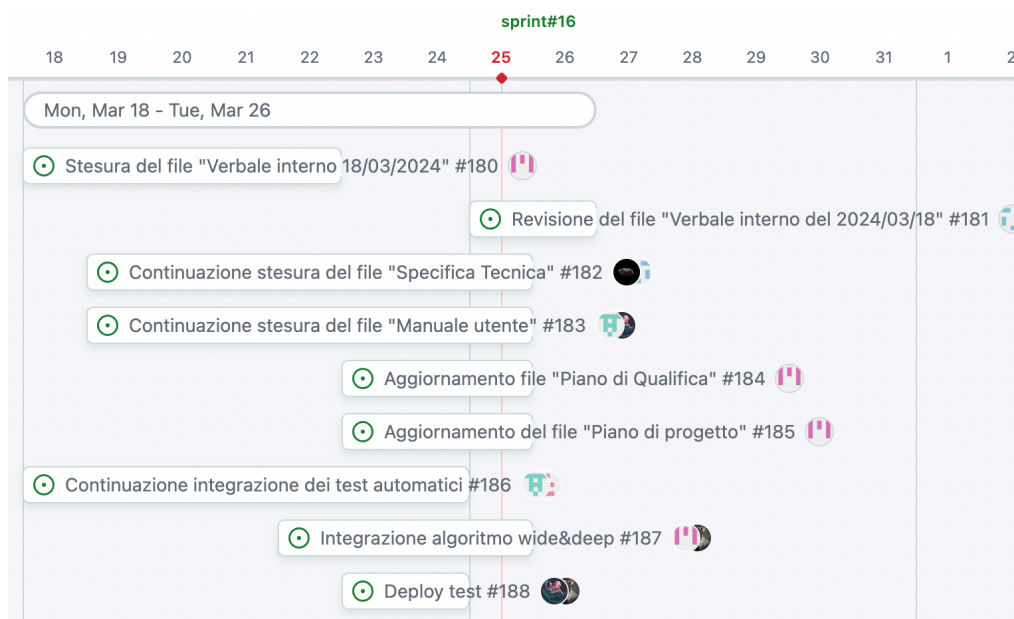 sprint#16
18 19 20 21 22 23 24 25 26 27 28 29 30 31 1 2
Mon, Mar 18 - Tue, Mar 26
Stesura del file "Verbale interno 18/03/2024" #180
Revisione del file "Verbale interno del 2024/03/18" #181
Continuazione stesura del file "Specifica Tecnica" #182
Continuazione stesura del file "Manuale utente" #183
Aggiornamento file "Piano di Qualifica" #184
Aggiornamento del file "Piano di progetto" #185
Continuazione integrazione dei test automatici #186
Integrazione algoritmo wide&deep #187
Deploy test #188